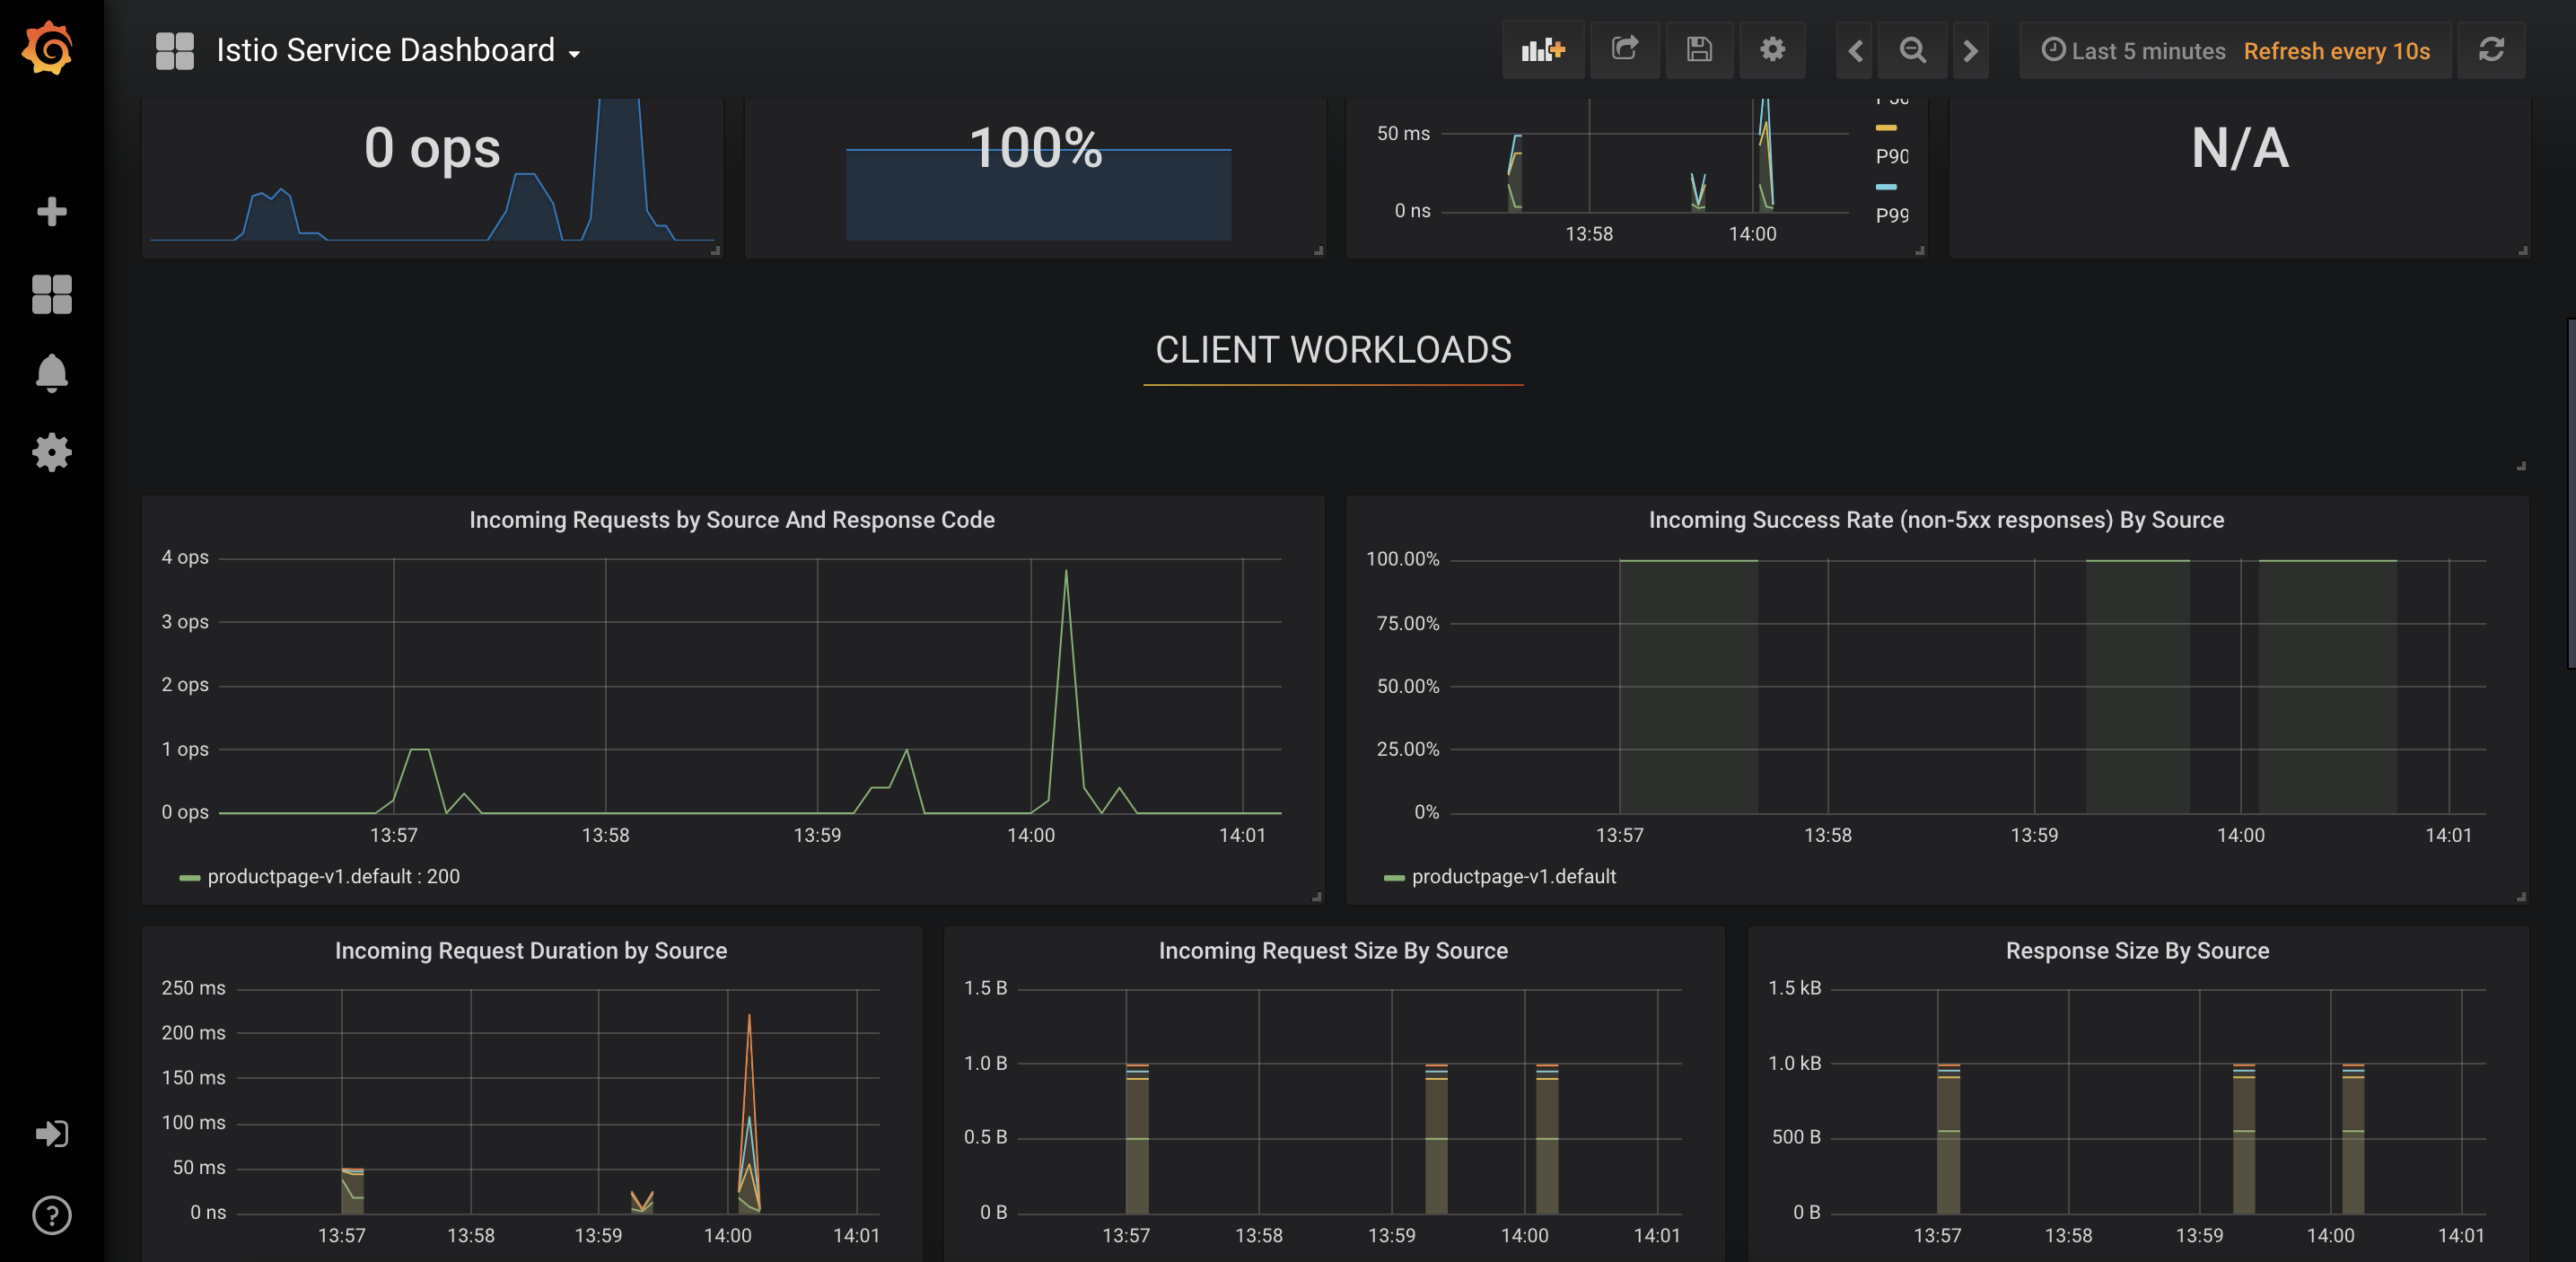 Istio Service Dashboard
Last 5 minutes Refresh every 10s
0 ops
100%
50 ms
0 ns
13:58 14:00
P90
P99
N/A
CLIENT WORKLOADS
Incoming Requests by Source And Response Code
4 ops
3 ops
2 ops
1 ops
0 ops
13:57 13:58 13:59 14:00 14:01
productpage-v1.default : 200
Incoming Success Rate (non-5xx responses) By Source
100.00%
75.00%
50.00%
25.00%
0%
13:57 13:58 13:59 14:00 14:01
productpage-v1.default
Incoming Request Duration by Source
250 ms
200 ms
150 ms
100 ms
50 ms
0 ns
13:57 13:58 13:59 14:00 14:01
Incoming Request Size By Source
1.5 B
1.0 B
0.5 B
0 B
13:57 13:58 13:59 14:00 14:01
Response Size By Source
1.5 kB
1.0 kB
500 B
0 B
13:57 13:58 13:59 14:00 14:01